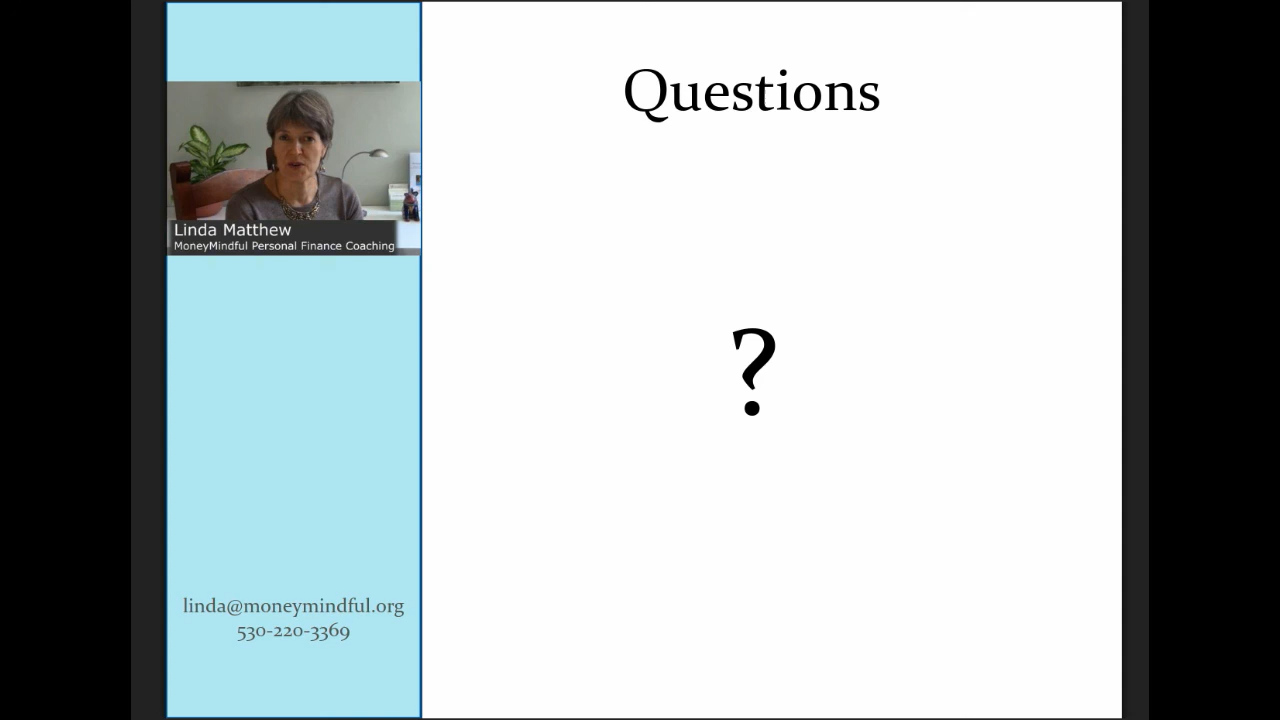 Questions
?
Linda Matthew
MoneyMindful Personal Finance Coaching
linda@moneymindful.org
530-220-3369